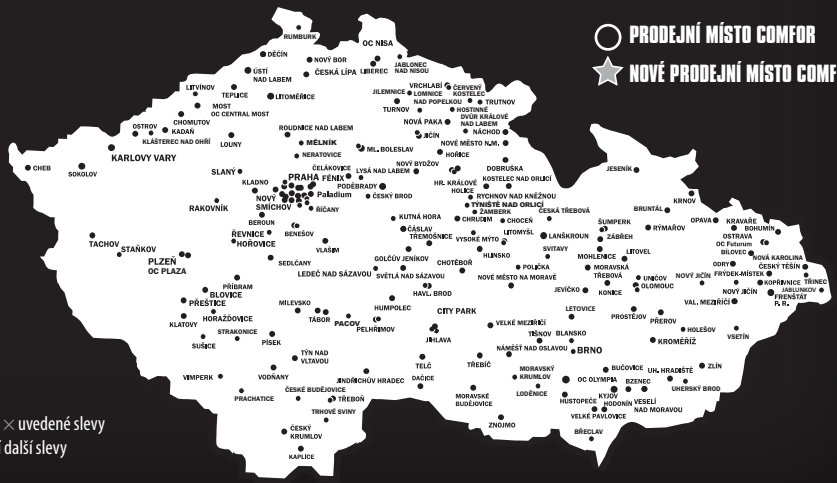 PRODEJNÍ MÍSTO COMFOR
NOVÉ PRODEJNÍ MÍSTO COMF
RUMBURK
OC NISA
DĚČÍN
NOVÝ BOR
JABLONEC
NAD NISOU
ÚSTÍ
NAD LABEM
ČESKÁ LÍPA
LIBEREC
LITVÍNOV
TEPLICE
LITOMĚŘICE
JILEMNICE
VRCHLABÍ
ČERVENÝ
KOSTELEC
LOMNICE
NAD POPELKOU
TRUTNOV
MOST
OC CENTRAL MOST
TURNOV
HOSTINNÉ
DVŮR KRÁLOVÉ
NAD LABEM
CHOMUTOV
OSTROV
KADAŇ
KLÁŠTEREC NAD OHŘÍ
LOUNY
ROUDNICE NAD LABEM
NOVÁ PAKA
JIČÍN
NÁCHOD
MĚLNÍK
ML. BOLESLAV
NOVÉ MĚSTO N.M.
KARLOVY VARY
NERATOVICE
HOŘICE
CHEB
SOKOLOV
SLANÝ
ČELÁKOVICE
LYSÁ NAD LABEM
NOVÝ BYDŽOV
DOBRUŠKA
JESENÍK
PRAHA FÉNIX
PODĚBRADY
HR. KRÁLOVÉ
KOSTELEC NAD ORLICÍ
KLADNO
Paladium
ČESKÝ BROD
HOLICE
RYCHNOV NAD KNĚŽNOU
KRNOV
RAKOVNÍK
NOVÝ
SMÍCHOV
ŘÍČANY
TÝNIŠTĚ NAD ORLICÍ
ŽAMBERK
BRUNTÁL
BEROUN
BENEŠOV
KUTNÁ HORA
CHRUDIM
CHOCEŇ
ČESKÁ TŘEBOVÁ
ŠUMPERK
RÝMAŘOV
OPAVA
KRAVAŘE
BOHUMÍN
ŘEVNICE
ČÁSLAV
LITOMYŠL
OSTRAVA
OC Futurum
TACHOV
STAŇKOV
HOŘOVICE
VLAŠIM
TŘEMOŠNICE
VYSOKÉ MÝTO
LANŠKROUN
ZÁBŘEH
BÍLOVEC
PLZEŇ
OC PLAZA
SEDLČANY
GOLČŮV JENÍKOV
HLINSKO
SVITAVY
MOHELNICE
LITOVEL
NOVÁ KAROLINA
LEDEČ NAD SÁZAVOU
SVĚTLÁ NAD SÁZAVOU
CHOTĚBOŘ
POLIČKA
MORAVSKÁ
TŘEBOVÁ
ODRY
ČESKÝ TĚŠÍN
PŘÍBRAM
NOVÉ MĚSTO NA MORAVĚ
UNIČOV
OLOMOUC
NOVÝ JIČÍN
FRÝDEK-MÍSTEK
TŘINEC
BLOVICE
HAVL. BROD
JEVÍČKO
KONICE
KOPŘIVNICE
JABLUNKOV
PŘEŠTICE
MILEVSKO
HUMPOLEC
NOVÝ JIČÍN
FRENŠTÁT
P. R.
HORAŽĎOVICE
TÁBOR
CITY PARK
LETOVICE
PROSTĚJOV
VAL. MEZIŘÍČÍ
KLATOVY
STRAKONICE
PACOV
PELHŘIMOV
VELKÉ MEZIŘÍČÍ
PŘEROV
SUŠICE
PÍSEK
JIHLAVA
TIŠNOV
BLANSKO
HOLEŠOV
VSETÍN
NÁMĚŠŤ NAD OSLAVOU
BRNO
KROMĚŘÍŽ
TÝN NAD
VLTAVOU
TELČ
TŘEBÍČ
VIMPERK
VODŇANY
JINDŘICHŮV HRADEC
DAČICE
MORAVSKÝ
KRUMLOV
BUČOVICE
UH. HRADIŠTĚ
ZLÍN
OC OLYMPIA
BZENEC
UHERSKÝ BROD
PRACHATICE
ČESKÉ BUDĚJOVICE
TŘEBOŇ
MORAVSKÉ
BUDĚJOVICE
LODĚNICE
HUSTOPEČE
KYJOV
HODONÍN
VESELÍ
NAD MORAVOU
TRHOVÉ SVINY
VELKÉ PAVLOVICE
× uvedené slevy
ZNOJMO
ČESKÝ
KRUMLOV
BŘECLAV
í další slevy
KAPLICE